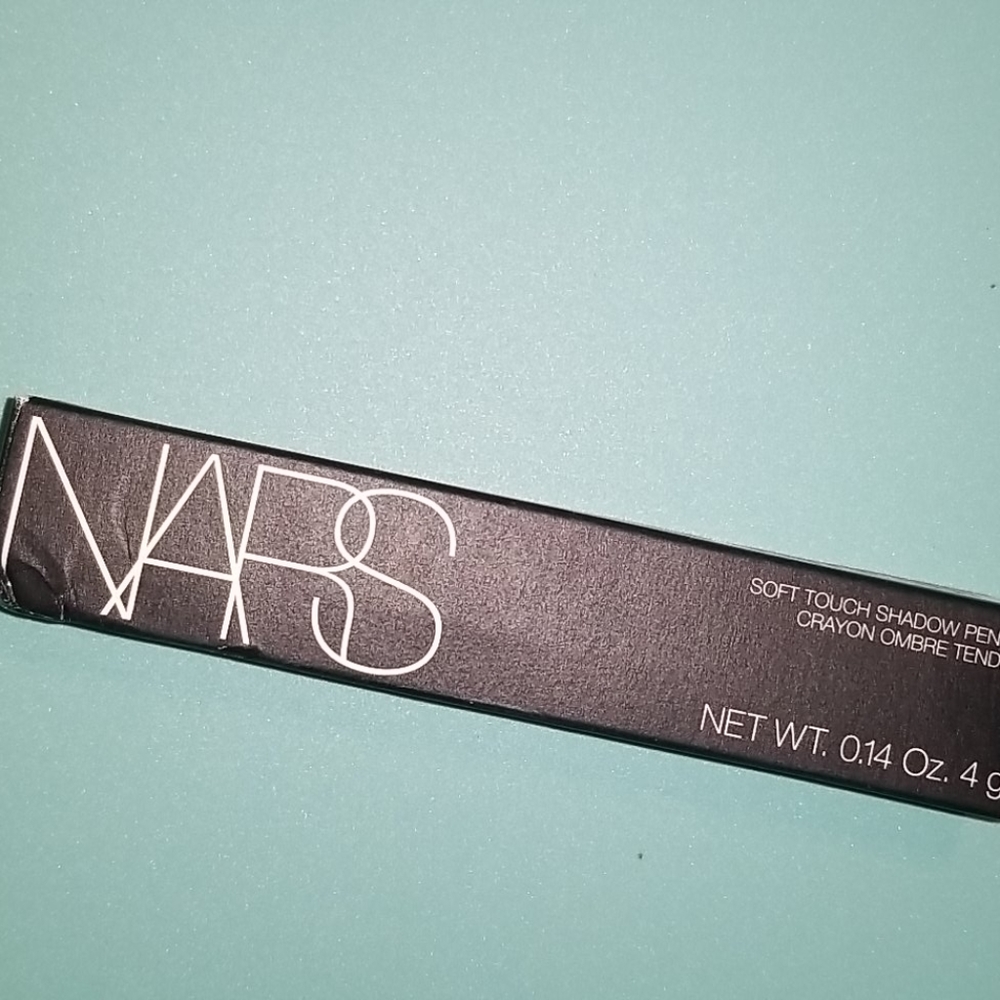 NARS
SOFT TOUCH SHADOW PEN
CRAYON OMBRE TEND
NET WT. 0.14 Oz. 4 g